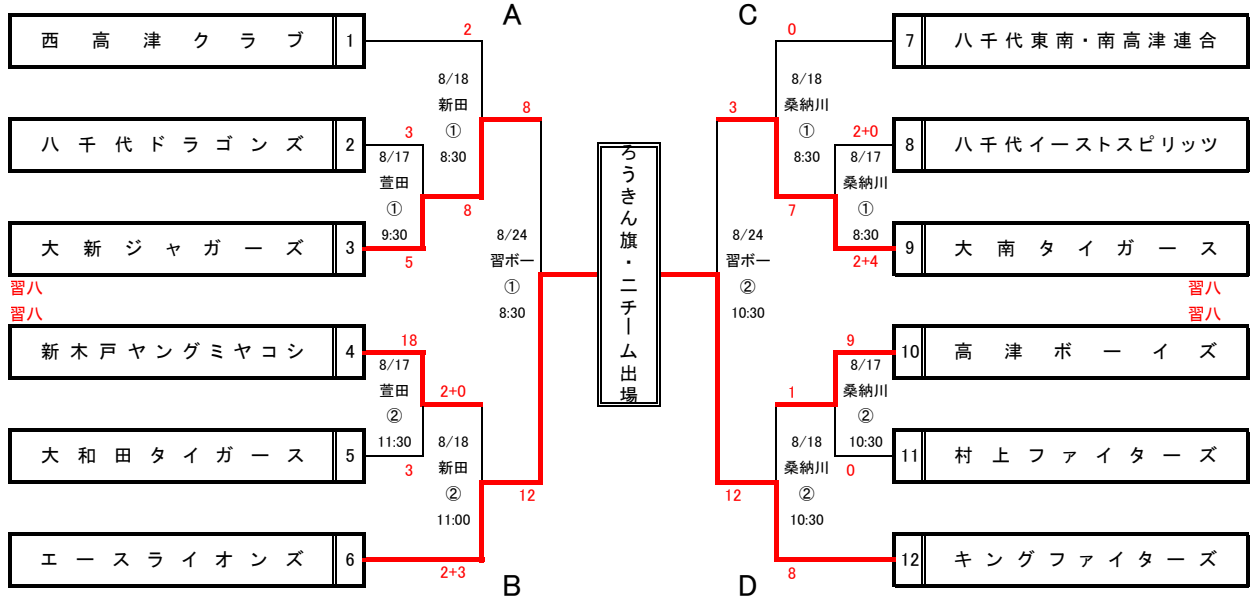 A
C
西高津クラブ 1
2
0
7 八千代東南・南高津連合
8/18
新田
①
8:30
8
3
8/18
桑納川
①
8:30
八千代ドラゴンズ 2
3
2+0
8 八千代イーストスピリッツ
8/17
萱田
①
9:30
8
7
8/17
桑納川
①
8:30
大新ジャガーズ 3
5
2+4
9 大南タイガース
習八
習八
習八
習八
8/24
習ボー
①
8:30
ろうきん旗・二チーム出場
8/24
習ボー
②
10:30
新木戸ヤングミヤコシ 4
18
9
10 高津ボーイズ
8/17
萱田
②
11:30
2+0
1
8/17
桑納川
②
10:30
大和田タイガース 5
3
0
11 村上ファイターズ
8/18
新田
②
11:00
12
12
8/18
桑納川
②
10:30
エースライオンズ 6
2+3
8
12 キングファイターズ
B
D